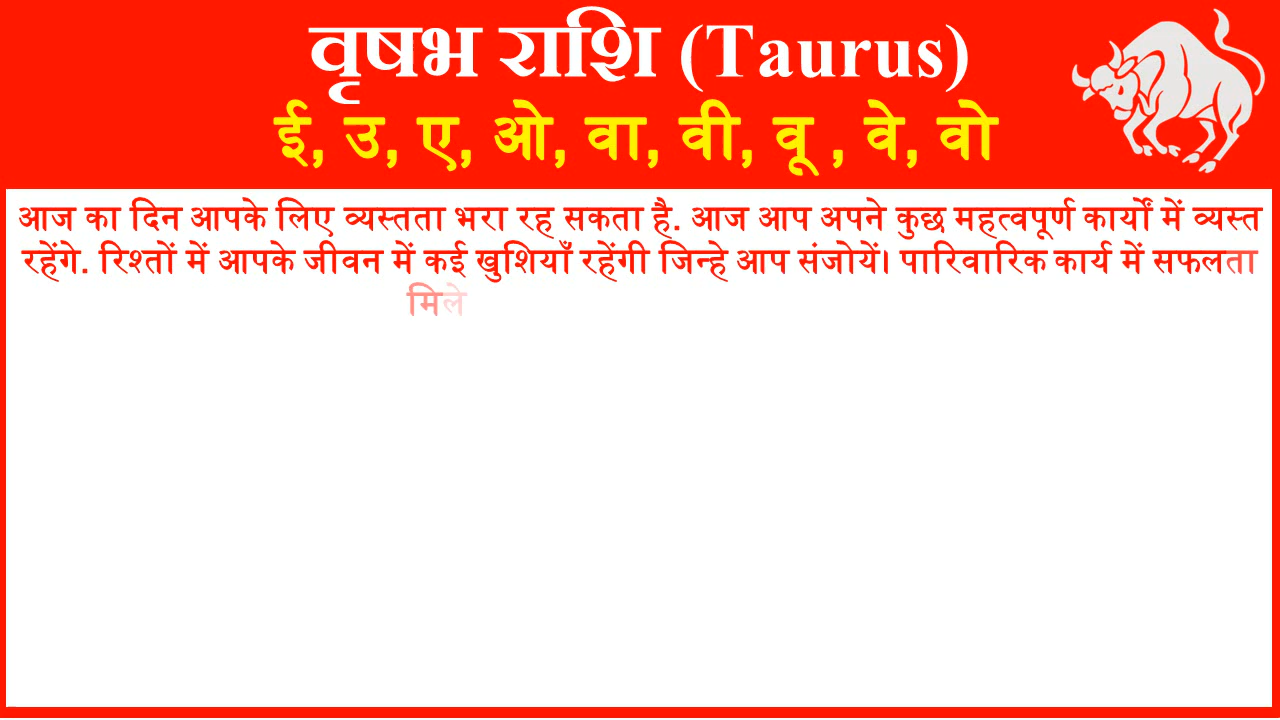 वृषभ राशि (Taurus)
ई, उ, ए, ओ, वा, वी, वू , वे, वो
आज का दिन आपके लिए व्यस्तता भरा रह सकता है. आज आप अपने कुछ महत्वपूर्ण कार्यों में व्यस्त
रहेंगे. रिश्तों में आपके जीवन में कई खुशियाँ रहेंगी जिन्हे आप संजोयें। पारिवारिक कार्य में सफलता
मिले